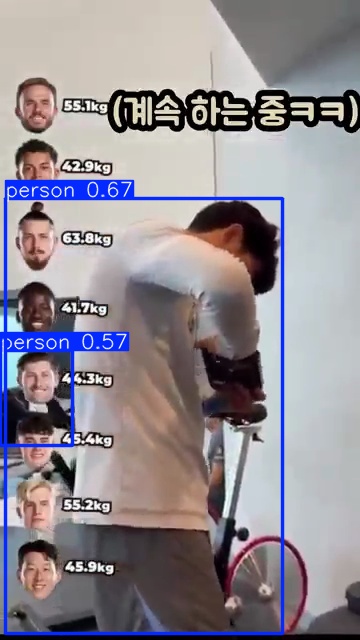 55.1kg
(계속 하는 중ㅋㅋ)
42.9kg
person 0.67
63.8kg
41.7kg
person 0.57
44.3kg
45.4kg
55.2kg
45.9kg